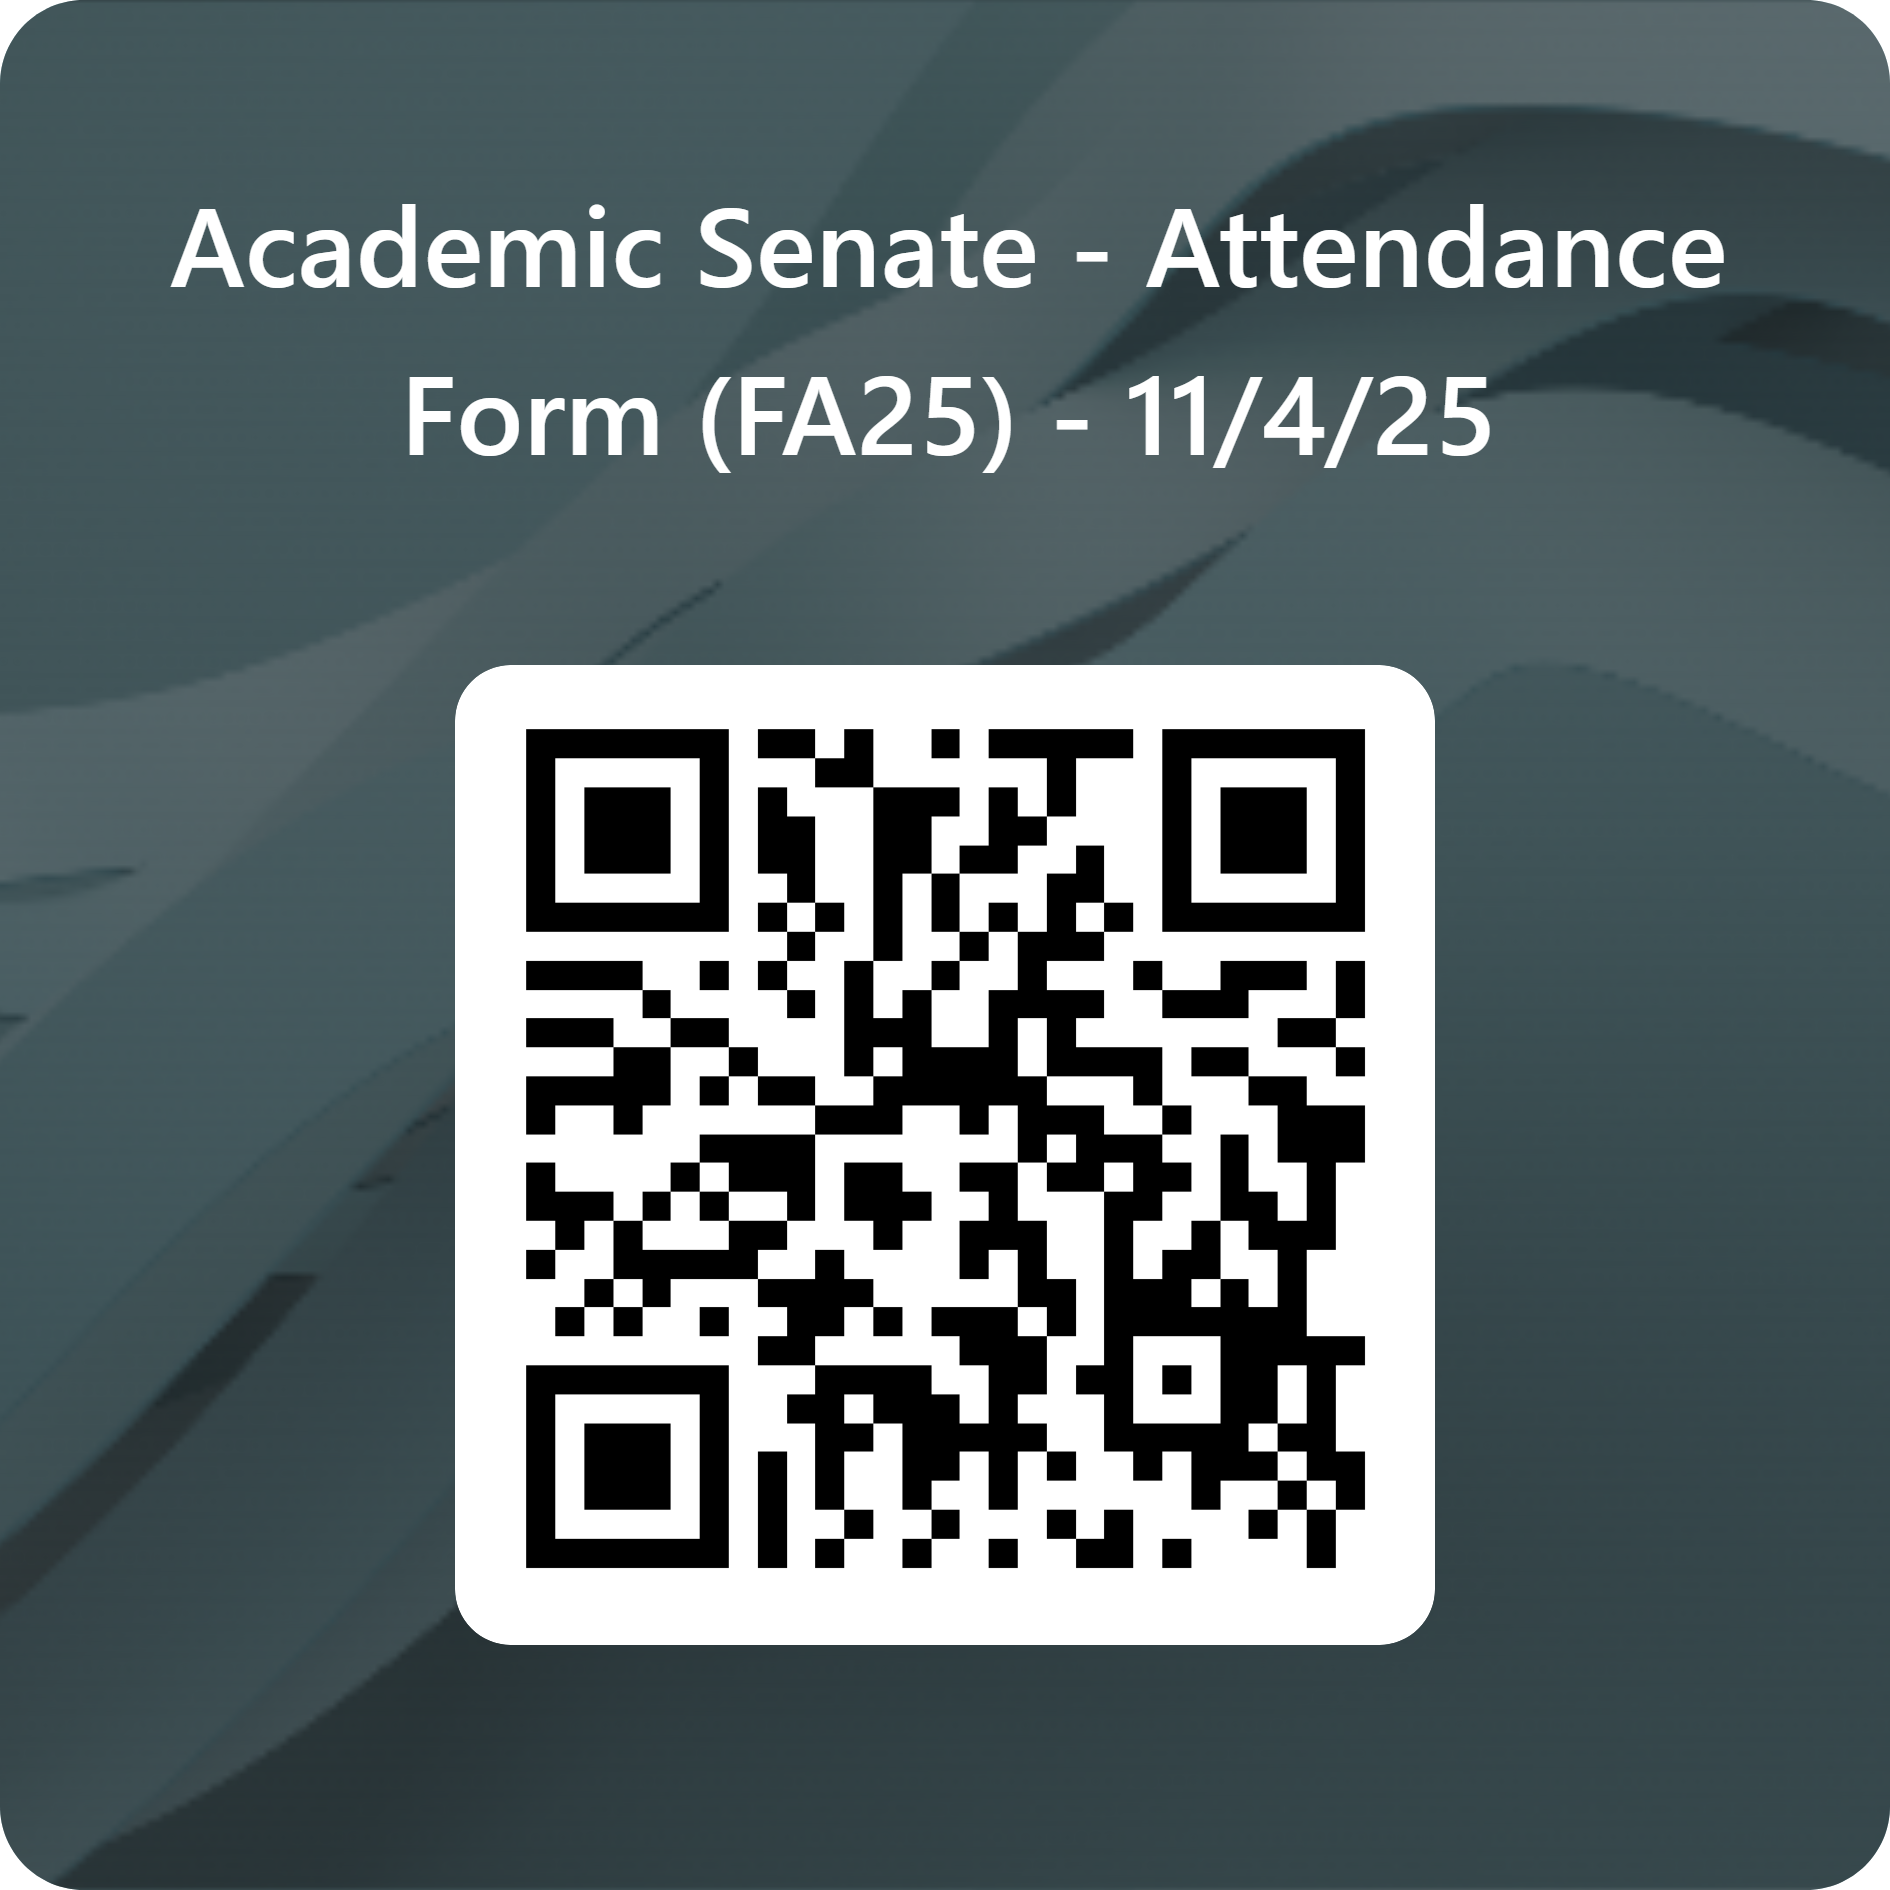 Academic Senate - Attendance
Form (FA25) - 11/4/25